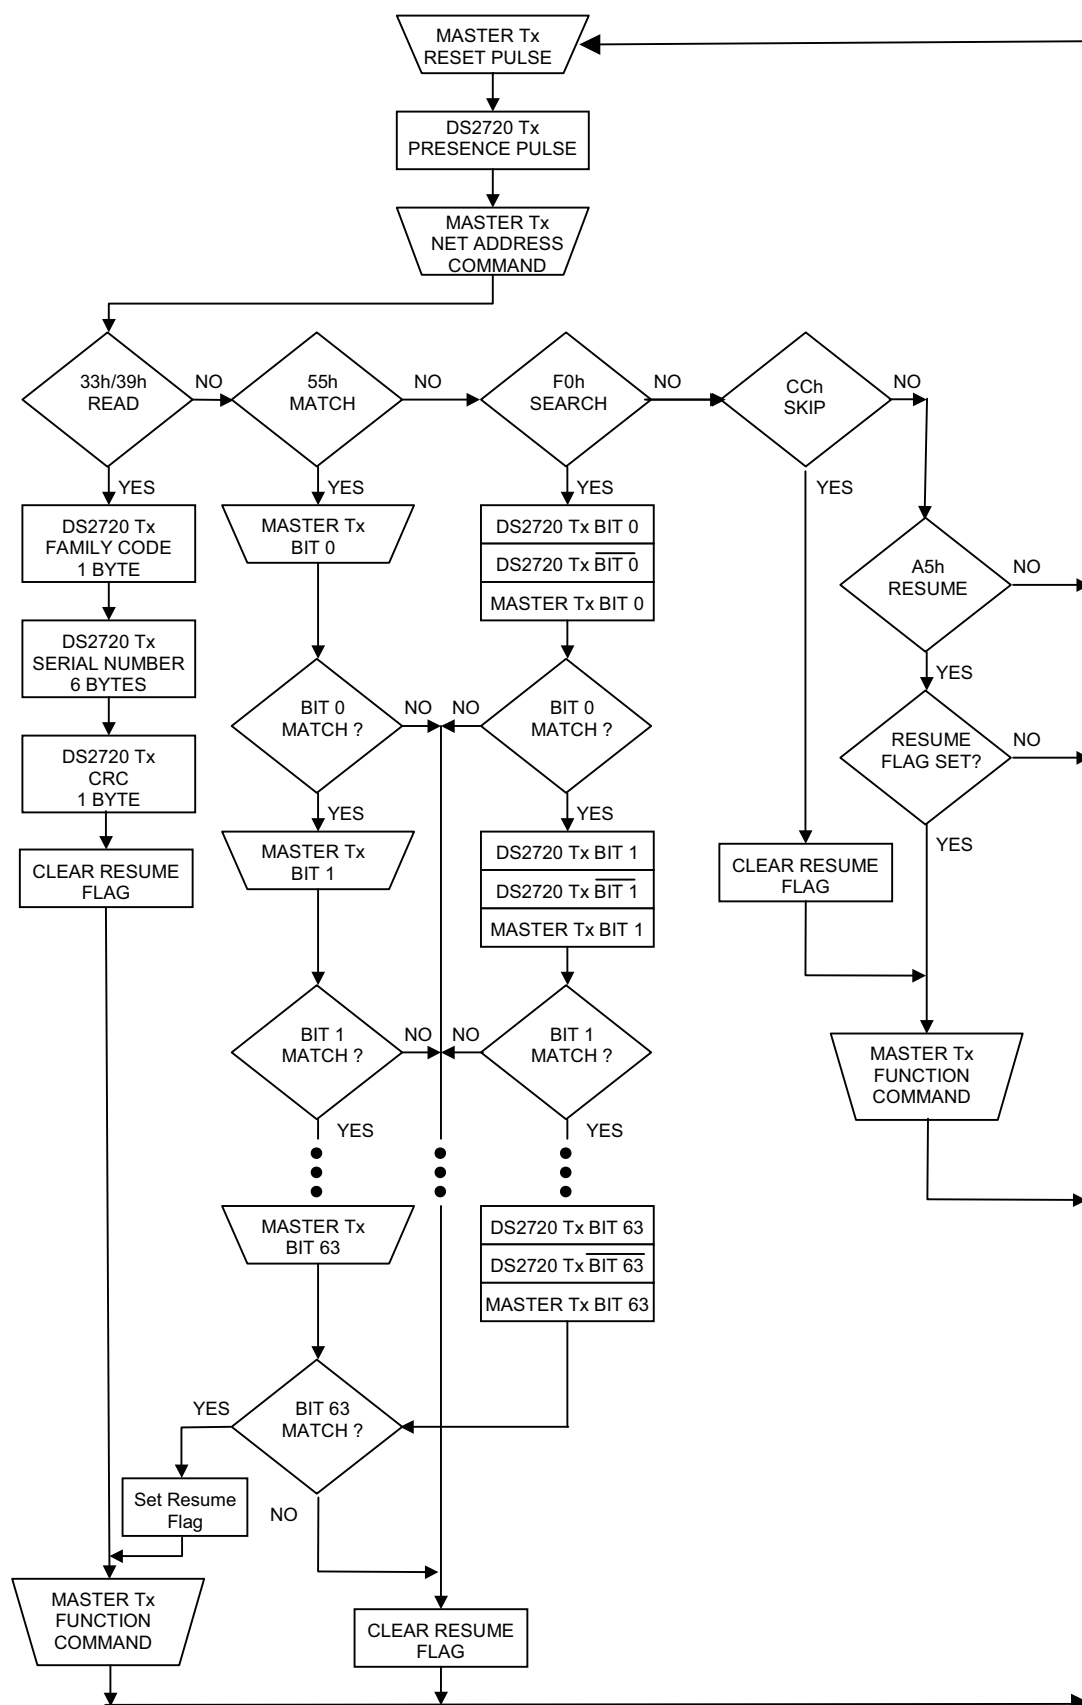 MASTER Tx
RESET PULSE
DS2720 Tx
PRESENCE PULSE
MASTER Tx
NET ADDRESS
COMMAND
33h/39h
READ
NO
55h
MATCH
NO
F0h
SEARCH
NO
CCh
SKIP
NO
YES
YES
YES
YES
DS2720 Tx
FAMILY CODE
1 BYTE
MASTER Tx
BIT 0
DS2720 Tx BIT 0
DS2720 Tx BIT 0
MASTER Tx BIT 0
A5h
RESUME
NO
YES
DS2720 Tx
SERIAL NUMBER
6 BYTES
BIT 0
MATCH ?
NO
NO
BIT 0
MATCH ?
RESUME
FLAG SET?
NO
YES
DS2720 Tx
CRC
1 BYTE
YES
YES
CLEAR RESUME
FLAG
MASTER Tx
BIT 1
DS2720 Tx BIT 1
DS2720 Tx BIT 1
MASTER Tx BIT 1
CLEAR RESUME
FLAG
BIT 1
MATCH ?
NO
NO
BIT 1
MATCH ?
MASTER Tx
FUNCTION
COMMAND
YES
YES
MASTER Tx
BIT 63
DS2720 Tx BIT 63
DS2720 Tx BIT 63
MASTER Tx BIT 63
YES
BIT 63
MATCH ?
NO
Set Resume
Flag
MASTER Tx
FUNCTION
COMMAND
CLEAR RESUME
FLAG